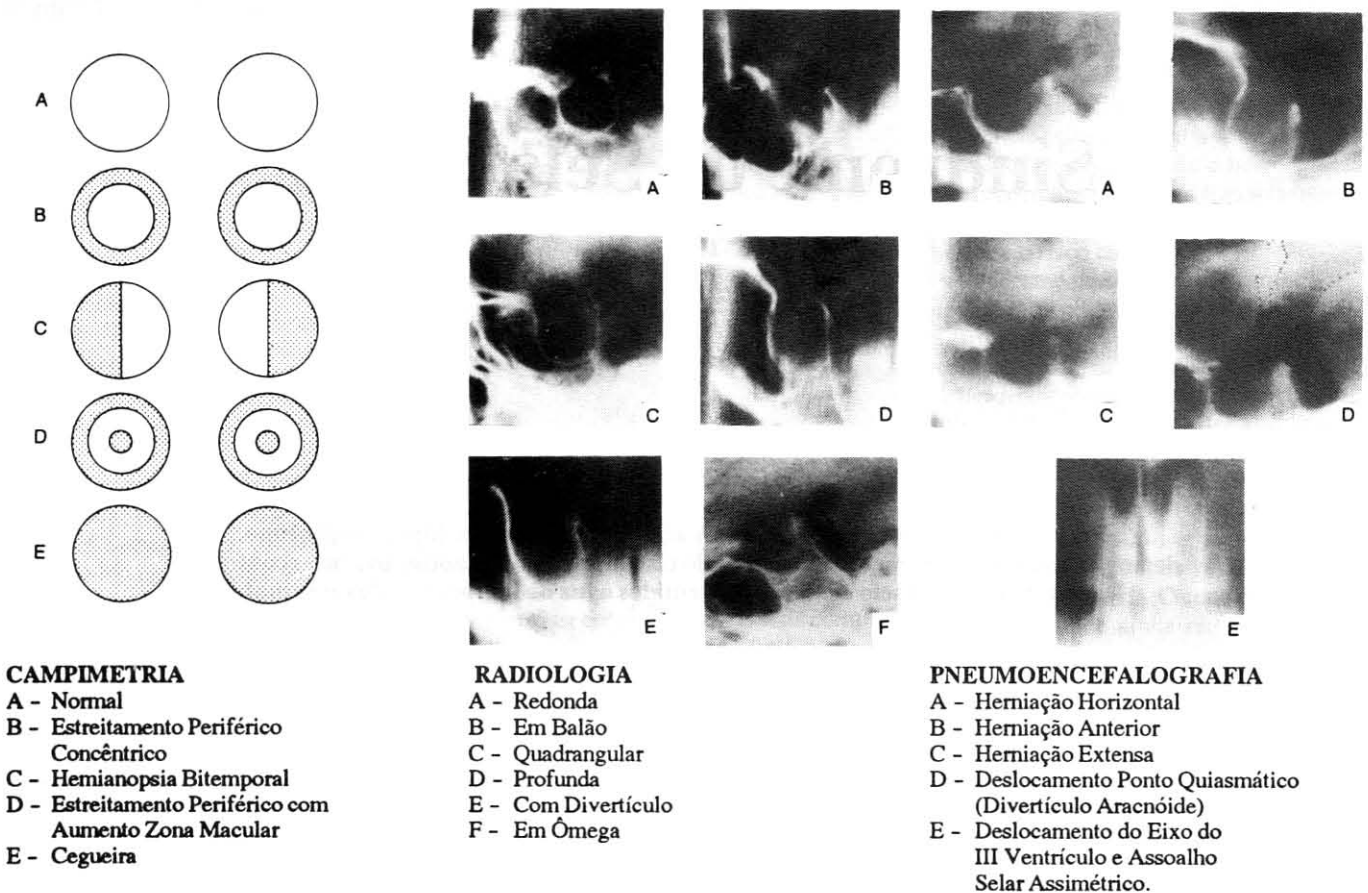 A
B
C
D
E
A
B
C
D
E
F
A
B
C
D
E
CAMPIMETRIA
A - Normal
B - Estreitamento Periférico
Concêntrico
C - Hemianopsia Bitemporal
D - Estreitamento Periférico com
Aumento Zona Macular
E - Cegueira
RADIOLOGIA
A - Redonda
B - Em Balão
C - Quadrangular
D - Profunda
E - Com Divertículo
F - Em Ômega
PNEUMOENCEFALOGRAFIA
A - Herniação Horizontal
B - Herniação Anterior
C - Herniação Extensa
D - Deslocamento Ponto Quiasmático
(Divertículo Aracnóide)
E - Deslocamento do Eixo do
III Ventrículo e Assoalho
Selar Assimétrico.